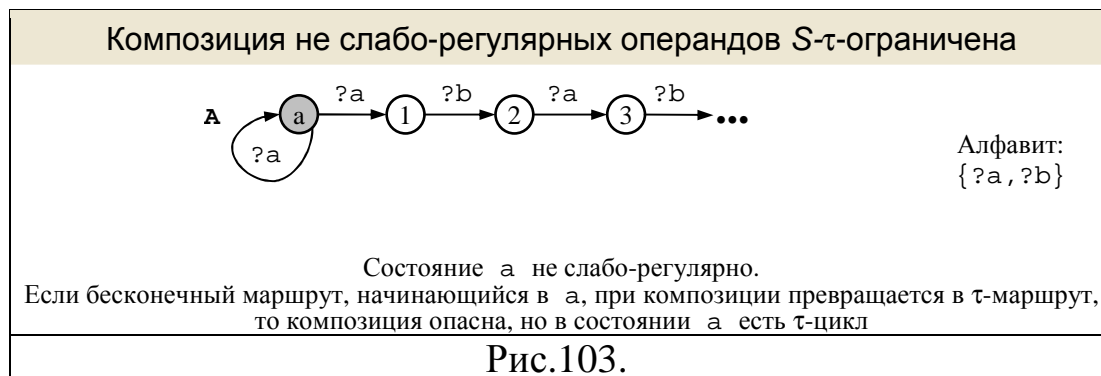 Композиция не слабо-регулярных операндов S-τ-ограничена
?a ?b ?a ?b
A a 1 2 3 •••
?a
Алфавит:
{?a,?b}
Состояние a не слабо-регулярно.
Если бесконечный маршрут, начинающийся в a, при композиции превращается в τ-маршрут,
то композиция опасна, но в состоянии a есть τ-цикл
Рис.103.